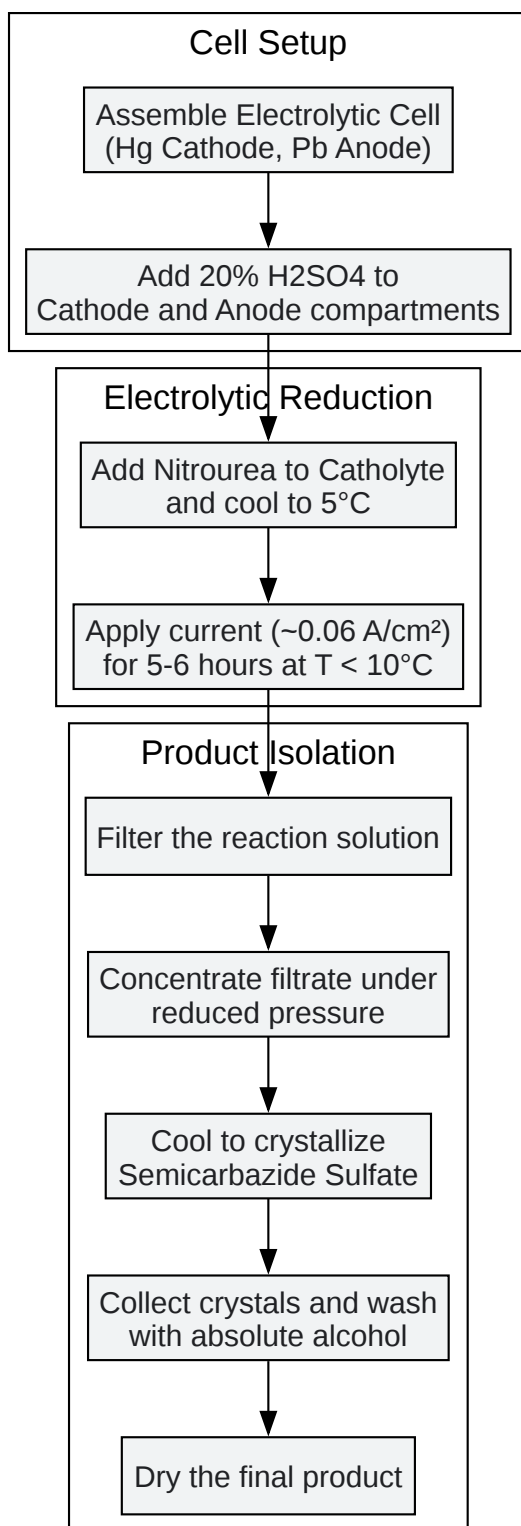 Cell Setup
Assemble Electrolytic Cell
(Hg Cathode, Pb Anode)
Add 20% H2SO4 to
Cathode and Anode compartments
Electrolytic Reduction
Add Nitrourea to Catholyte
and cool to 5°C
Apply current (~0.06 A/cm²)
for 5-6 hours at T < 10°C
Product Isolation
Filter the reaction solution
Concentrate filtrate under
reduced pressure
Cool to crystallize
Semicarbazide Sulfate
Collect crystals and wash
with absolute alcohol
Dry the final product